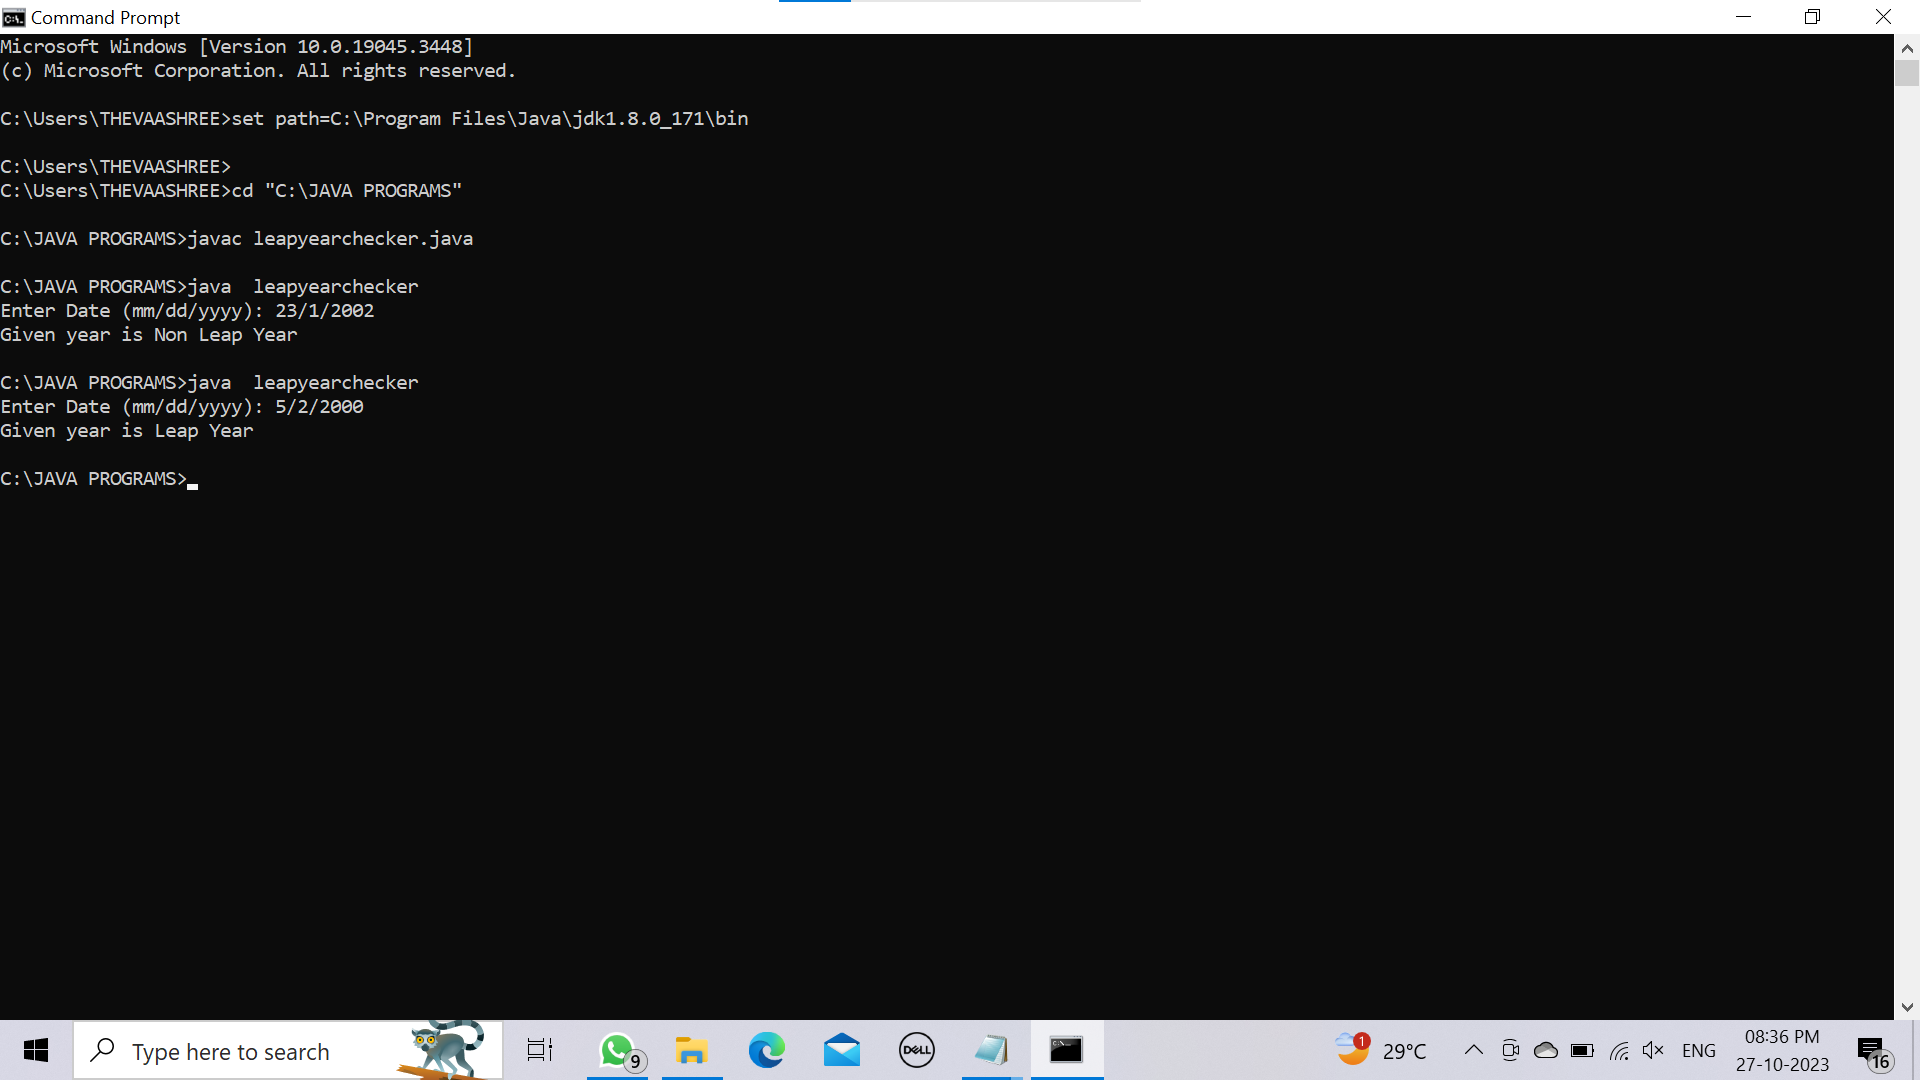 Command Prompt
Microsoft Windows [Version 10.0.19045.3448]
(c) Microsoft Corporation. All rights reserved.
C:\Users\THEVAASHREE>set path=C:\Program Files\Java\jdk1.8.0_171\bin
C:\Users\THEVAASHREE>
C:\Users\THEVAASHREE>cd "C:\JAVA PROGRAMS"
C:\JAVA PROGRAMS>javac leapyearchecker.java
C:\JAVA PROGRAMS>java  leapyearchecker
Enter Date (mm/dd/yyyy): 23/1/2002
Given year is Non Leap Year
C:\JAVA PROGRAMS>java  leapyearchecker
Enter Date (mm/dd/yyyy): 5/2/2000
Given year is Leap Year
C:\JAVA PROGRAMS>
Type here to search
9
DELL
1
29°C
ENG
08:36 PM
27-10-2023
16